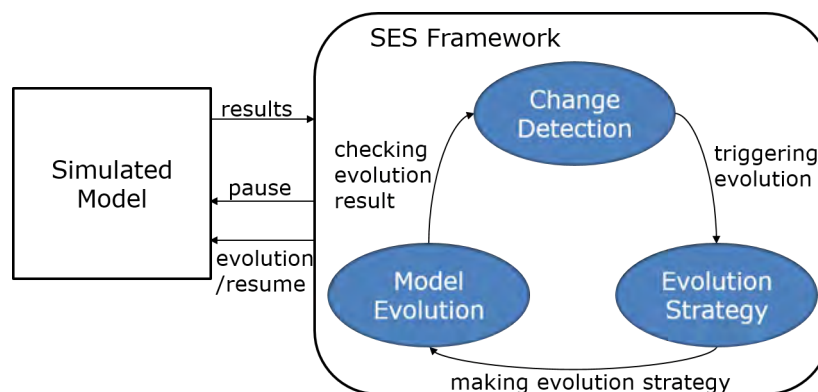 SES Framework
Simulated
Model
results
pause
evolution
/resume
Change
Detection
checking
evolution
result
triggering
evolution
Model
Evolution
Evolution
Strategy
making evolution strategy